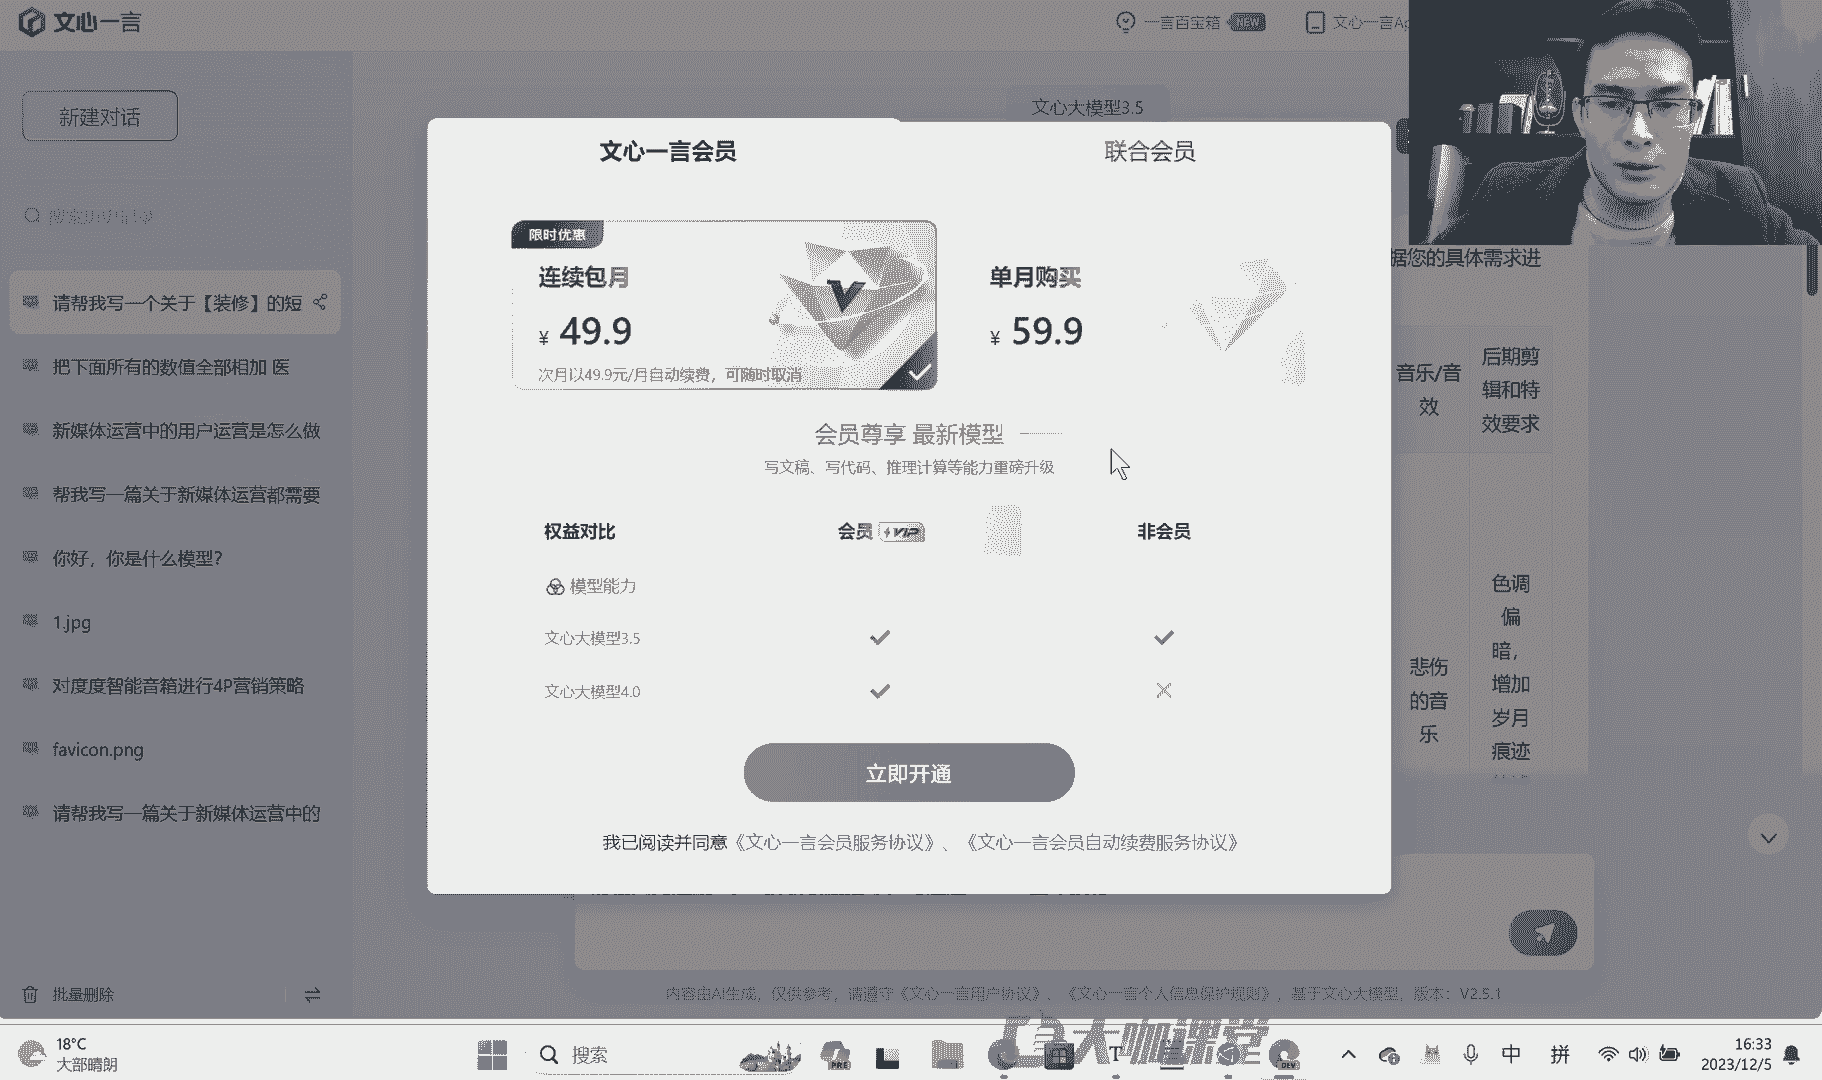 文心一言
一言百宝箱 NEW
文心一言Ap
新建对话
文心大模型3.5
文心一言会员
联合会员
限时优惠
连续包月
¥ 49.9
次月以49.9元/月自动续费，可随时取消
单月购买
¥ 59.9
会员尊享 最新模型
写文稿、写代码、推理计算等能力重磅升级
权益对比
会员 VIP
非会员
模型能力
文心大模型3.5
文心大模型4.0
立即开通
我已阅读并同意《文心一言会员服务协议》、《文心一言会员自动续费服务协议》
请帮我写一个关于【装修】的短
把下面所有的数值全部相加 医
新媒体运营中的用户运营是怎么做
帮我写一篇关于新媒体运营都需要
你好，你是什么模型?
1.jpg
对度度智能音箱进行4P营销策略
favicon.png
请帮我写一篇关于新媒体运营中的
批量删除
据您的具体需求进
音乐/音
效
后期剪
辑和特
效要求
悲伤
的音
乐
色调
偏
暗，
增加
岁月
痕迹
内容由AI生成，仅供参考，请遵守《文心一言用户协议》、《文心一言个人信息保护规则》，基于文心大模型，版本：V2.5.1
大咖课堂
18°C
大部晴朗
搜索
PRE
T
DEV
中
拼
16:33
2023/12/5